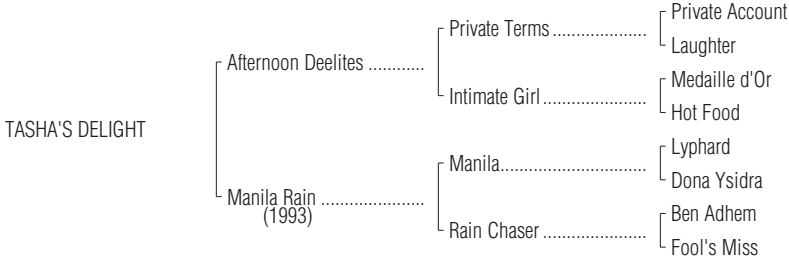 Private Account
Private Terms ....................
Laughter
Afternoon Deelites ............
Medaille d'Or
Intimate Girl ......................
Hot Food
TASHA'S DELIGHT
Lyphard
Manila...............................
Dona Ysidra
Manila Rain ......................
(1993)
Ben Adhem
Rain Chaser ......................
Fool's Miss